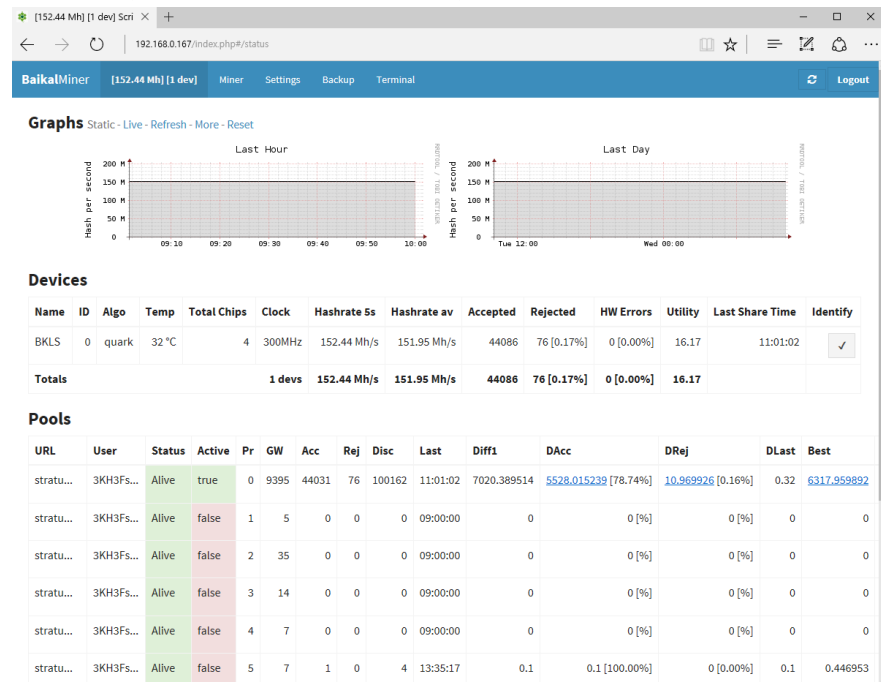 [152.44 Mh] [1 dev] Scri
192.168.0.167/index.php#/status
BaikalMiner [152.44 Mh] [1 dev] Miner Settings Backup Terminal Logout
Graphs Static - Live - Refresh - More - Reset
Last Hour
Hash per second
200 M
150 M
100 M
50 M
0
09:10 09:20 09:30 09:40 09:50 10:00
RRDTOOL / TOBI OETIKER
Last Day
Hash per second
200 M
150 M
100 M
50 M
0
Tue 12:00 Wed 00:00
RRDTOOL / TOBI OETIKER
Devices
Name ID Algo Temp Total Chips Clock Hashrate 5s Hashrate av Accepted Rejected HW Errors Utility Last Share Time Identify
BKLS 0 quark 32 °C 4 300MHz 152.44 Mh/s 151.95 Mh/s 44086 76 [0.17%] 0 [0.00%] 16.17 11:01:02 ✓
Totals 1 devs 152.44 Mh/s 151.95 Mh/s 44086 76 [0.17%] 0 [0.00%] 16.17
Pools
URL User Status Active Pr GW Acc Rej Disc Last Diff1 DAcc DRej DLast Best
stratu... 3KH3Fs... Alive true 0 9395 44031 76 100162 11:01:02 7020.389514 5528.015239 [78.74%] 10.969926 [0.16%] 0.32 6317.959892
stratu... 3KH3Fs... Alive false 1 5 0 0 0 09:00:00 0 0 [%] 0 [%] 0 0
stratu... 3KH3Fs... Alive false 2 35 0 0 0 09:00:00 0 0 [%] 0 [%] 0 0
stratu... 3KH3Fs... Alive false 3 14 0 0 0 09:00:00 0 0 [%] 0 [%] 0 0
stratu... 3KH3Fs... Alive false 4 7 0 0 0 09:00:00 0 0 [%] 0 [%] 0 0
stratu... 3KH3Fs... Alive false 5 7 1 0 4 13:35:17 0.1 0.1 [100.00%] 0 [0.00%] 0.1 0.446953